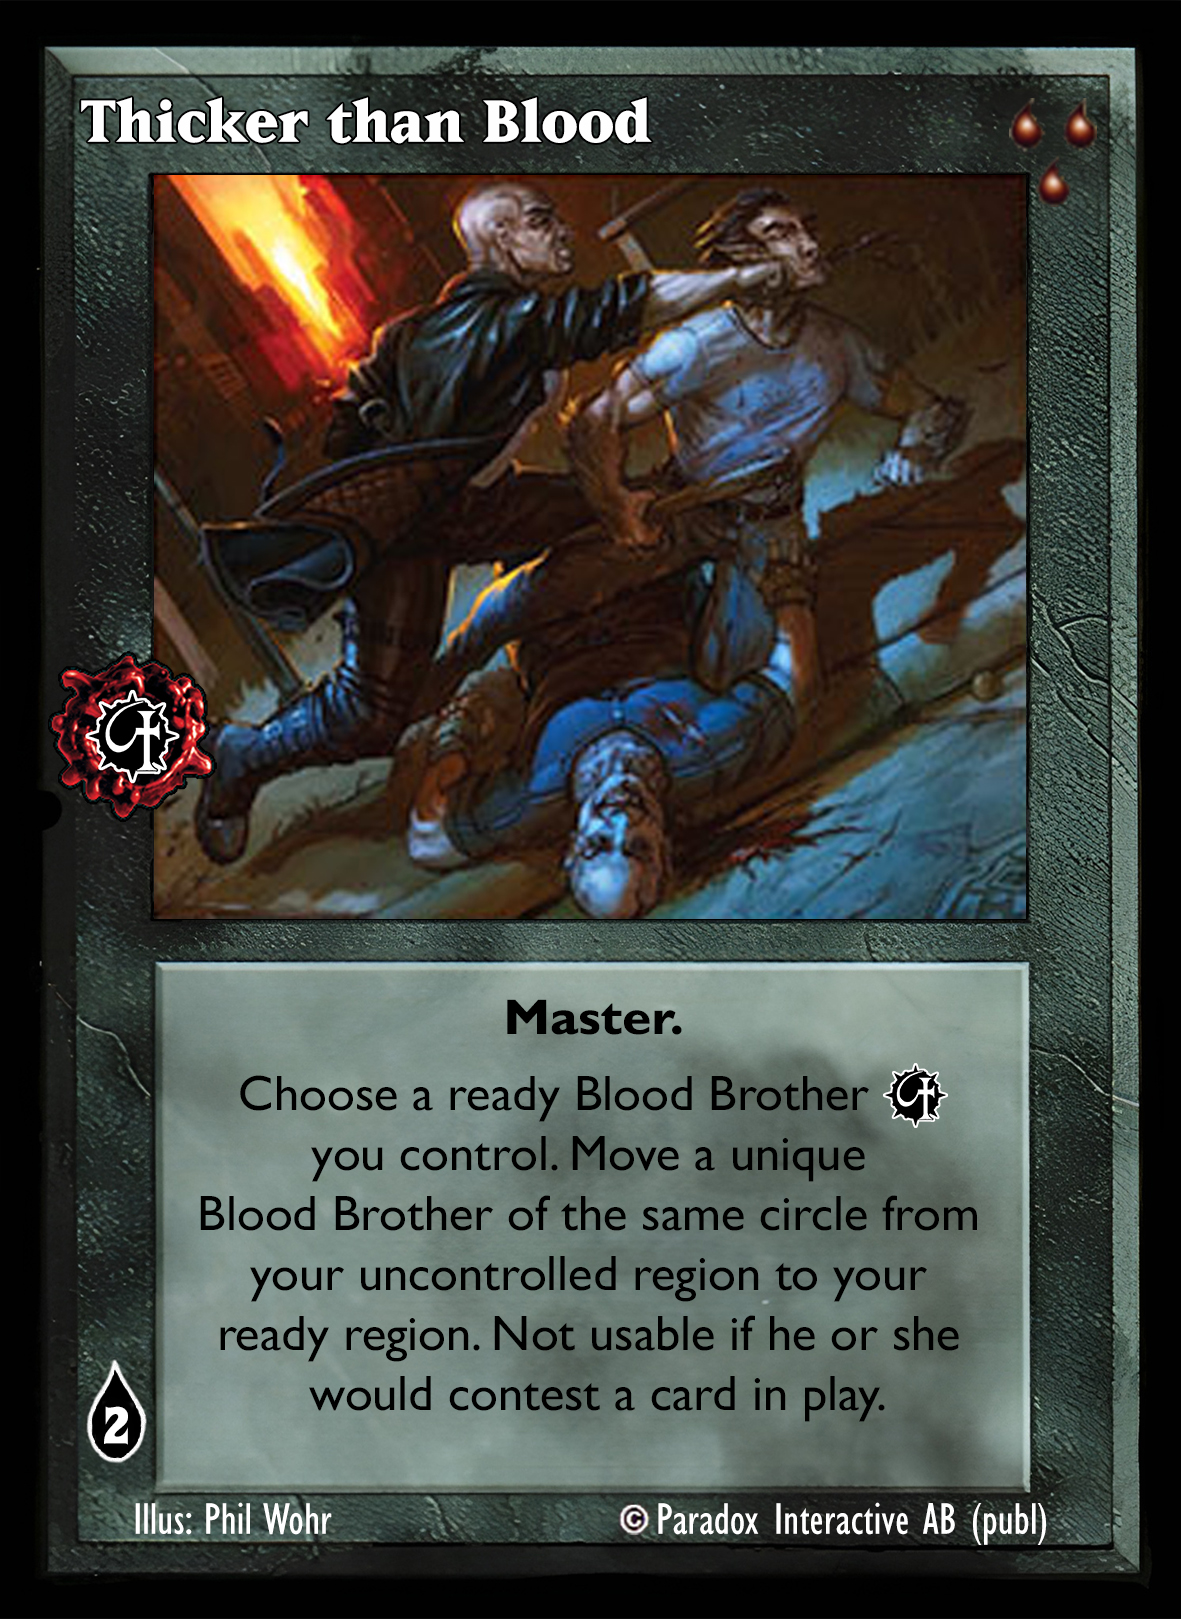 Thicker than Blood
Master.
Choose a ready Blood Brother
you control. Move a unique
Blood Brother of the same circle from
your uncontrolled region to your
ready region. Not usable if he or she
would contest a card in play.
2
Illus: Phil Wohr
© Paradox Interactive AB (publ)